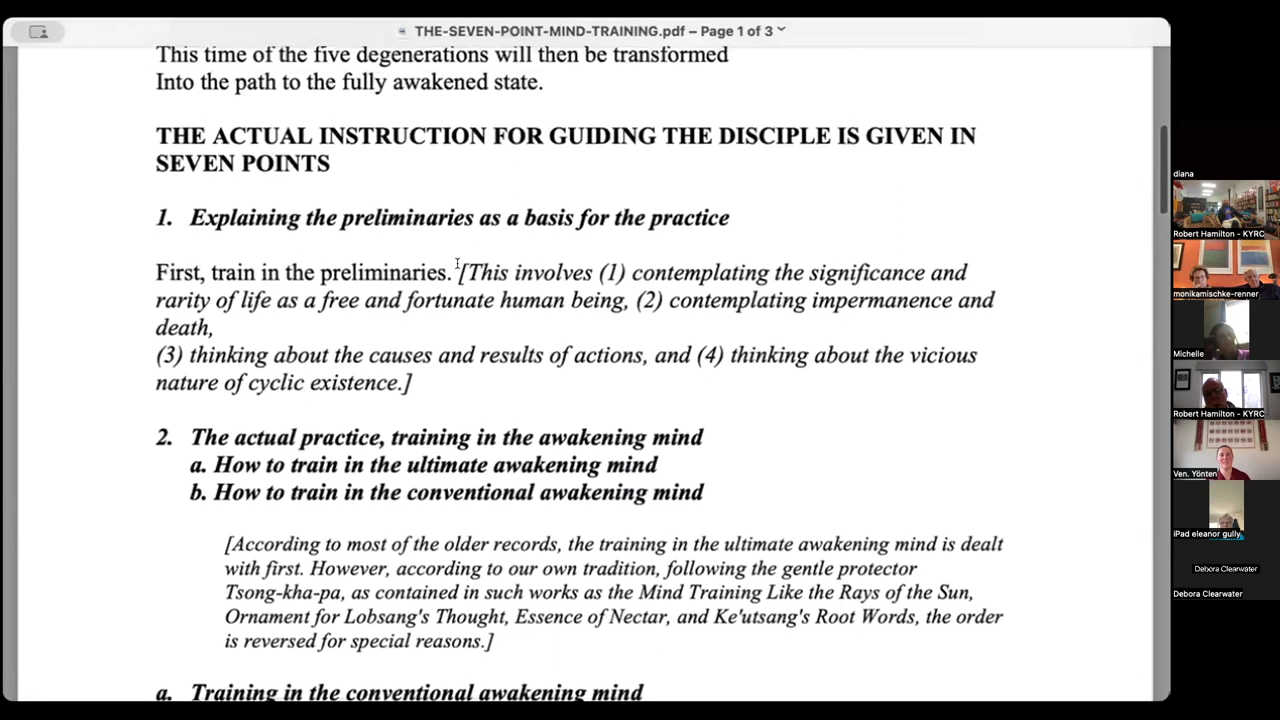 THE-SEVEN-POINT-MIND-TRAINING.pdf – Page 1 of 3
This time of the five degenerations will then be transformed
Into the path to the fully awakened state.
THE ACTUAL INSTRUCTION FOR GUIDING THE DISCIPLE IS GIVEN IN
SEVEN POINTS
1. Explaining the preliminaries as a basis for the practice
First, train in the preliminaries. [This involves (1) contemplating the significance and
rarity of life as a free and fortunate human being, (2) contemplating impermanence and
death,
(3) thinking about the causes and results of actions, and (4) thinking about the vicious
nature of cyclic existence.]
2. The actual practice, training in the awakening mind
a. How to train in the ultimate awakening mind
b. How to train in the conventional awakening mind
[According to most of the older records, the training in the ultimate awakening mind is dealt
with first. However, according to our own tradition, following the gentle protector
Tsong-kha-pa, as contained in such works as the Mind Training Like the Rays of the Sun,
Ornament for Lobsang's Thought, Essence of Nectar, and Ke'utsang's Root Words, the order
is reversed for special reasons.]
a. Training in the conventional awakening mind
diana
Robert Hamilton - KYRC
monikamischke-renner
Michelle
Robert Hamilton - KYRC
Ven. Yönten
iPad eleanor gully
Debora Clearwater
Debora Clearwater